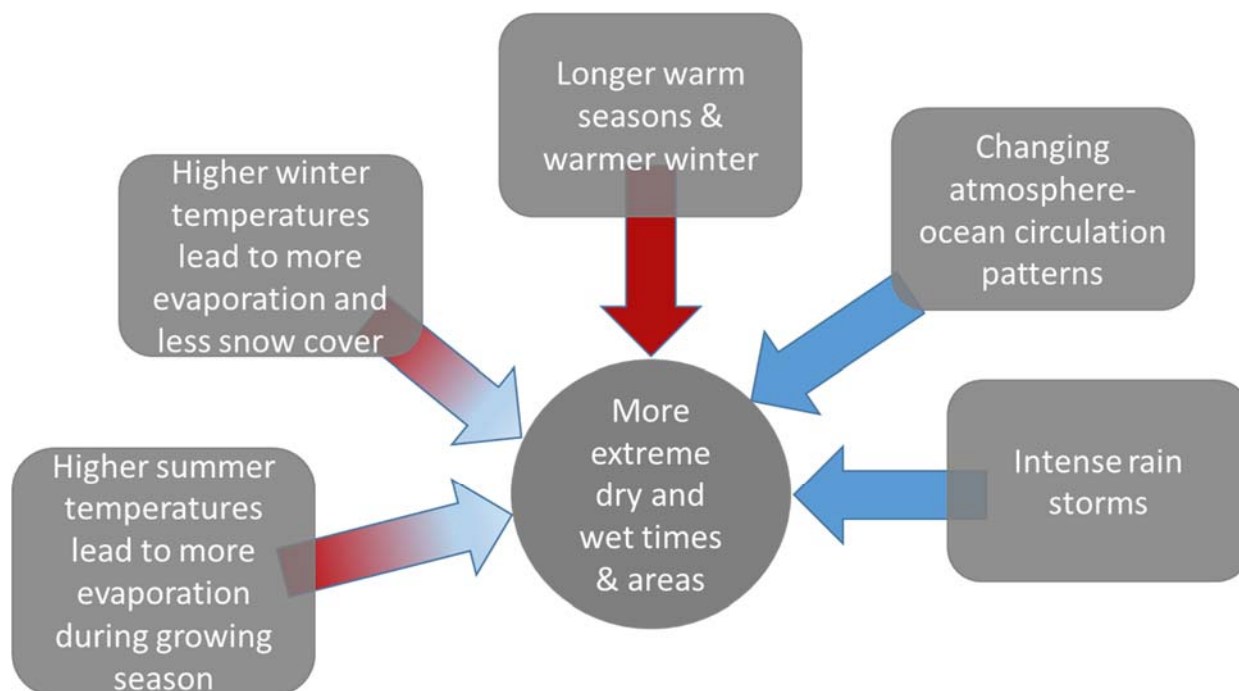 Longer warm
seasons &
warmer winter
Changing
atmosphere-
ocean circulation
patterns
Higher winter
temperatures
lead to more
evaporation and
less snow cover
More
extreme
dry and
wet times
& areas
Intense rain
storms
Higher summer
temperatures
lead to more
evaporation
during growing
season